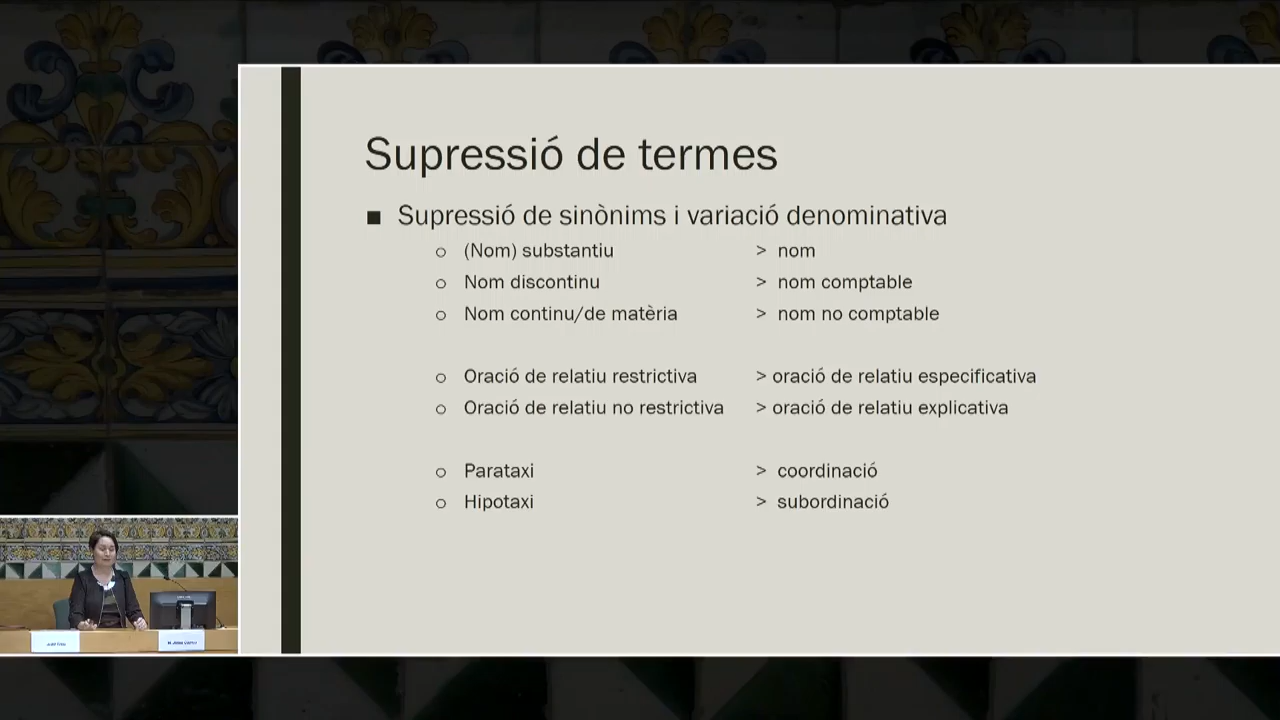 Supressió de termes
■ Supressió de sinònims i variació denominativa
o (Nom) substantiu > nom
o Nom discontinu > nom comptable
o Nom continu/de matèria > nom no comptable
o Oració de relatiu restrictiva > oració de relatiu especificativa
o Oració de relatiu no restrictiva > oració de relatiu explicativa
o Parataxi > coordinació
o Hipotaxi > subordinació